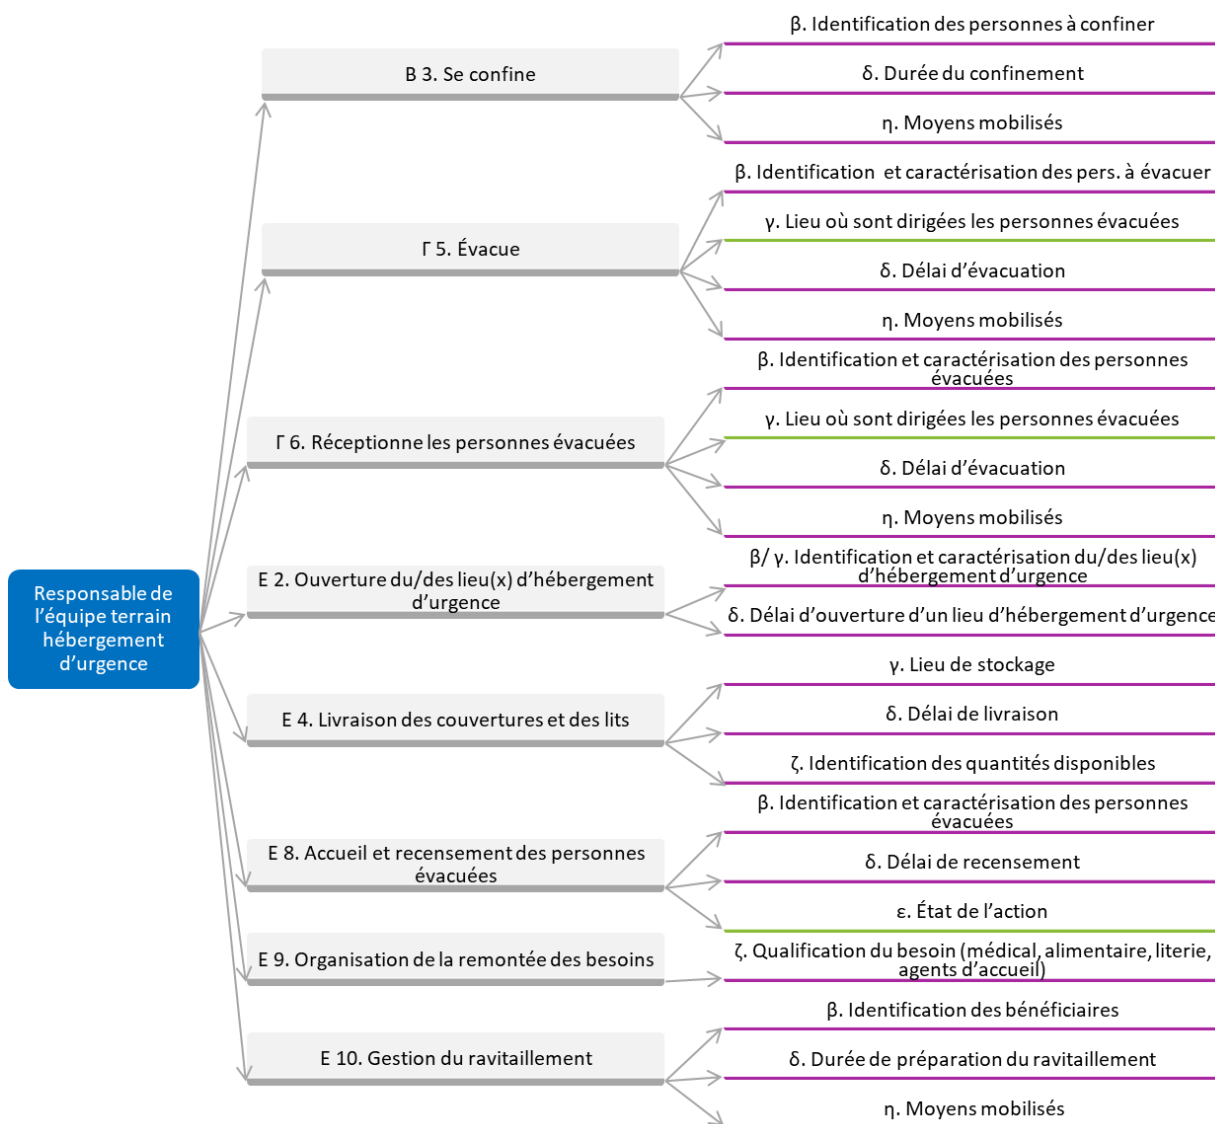 Responsable de
l’équipe terrain
hébergement
d’urgence
B 3. Se confine
β. Identification des personnes à confiner
δ. Durée du confinement
η. Moyens mobilisés
Γ 5. Évacue
β. Identification et caractérisation des pers. à évacuer
γ. Lieu où sont dirigées les personnes évacuées
δ. Délai d’évacuation
η. Moyens mobilisés
Γ 6. Réceptionne les personnes évacuées
β. Identification et caractérisation des personnes
évacuées
γ. Lieu où sont dirigées les personnes évacuées
δ. Délai d’évacuation
η. Moyens mobilisés
E 2. Ouverture du/des lieu(x) d’hébergement
d’urgence
β/ γ. Identification et caractérisation du/des lieu(x)
d’hébergement d’urgence
δ. Délai d’ouverture d’un lieu d’hébergement d’urgence
E 4. Livraison des couvertures et des lits
γ. Lieu de stockage
δ. Délai de livraison
ζ. Identification des quantités disponibles
E 8. Accueil et recensement des personnes
évacuées
β. Identification et caractérisation des personnes
évacuées
δ. Délai de recensement
ε. État de l’action
E 9. Organisation de la remontée des besoins
ζ. Qualification du besoin (médical, alimentaire, literie,
agents d’accueil)
E 10. Gestion du ravitaillement
β. Identification des bénéficiaires
δ. Durée de préparation du ravitaillement
η. Moyens mobilisés